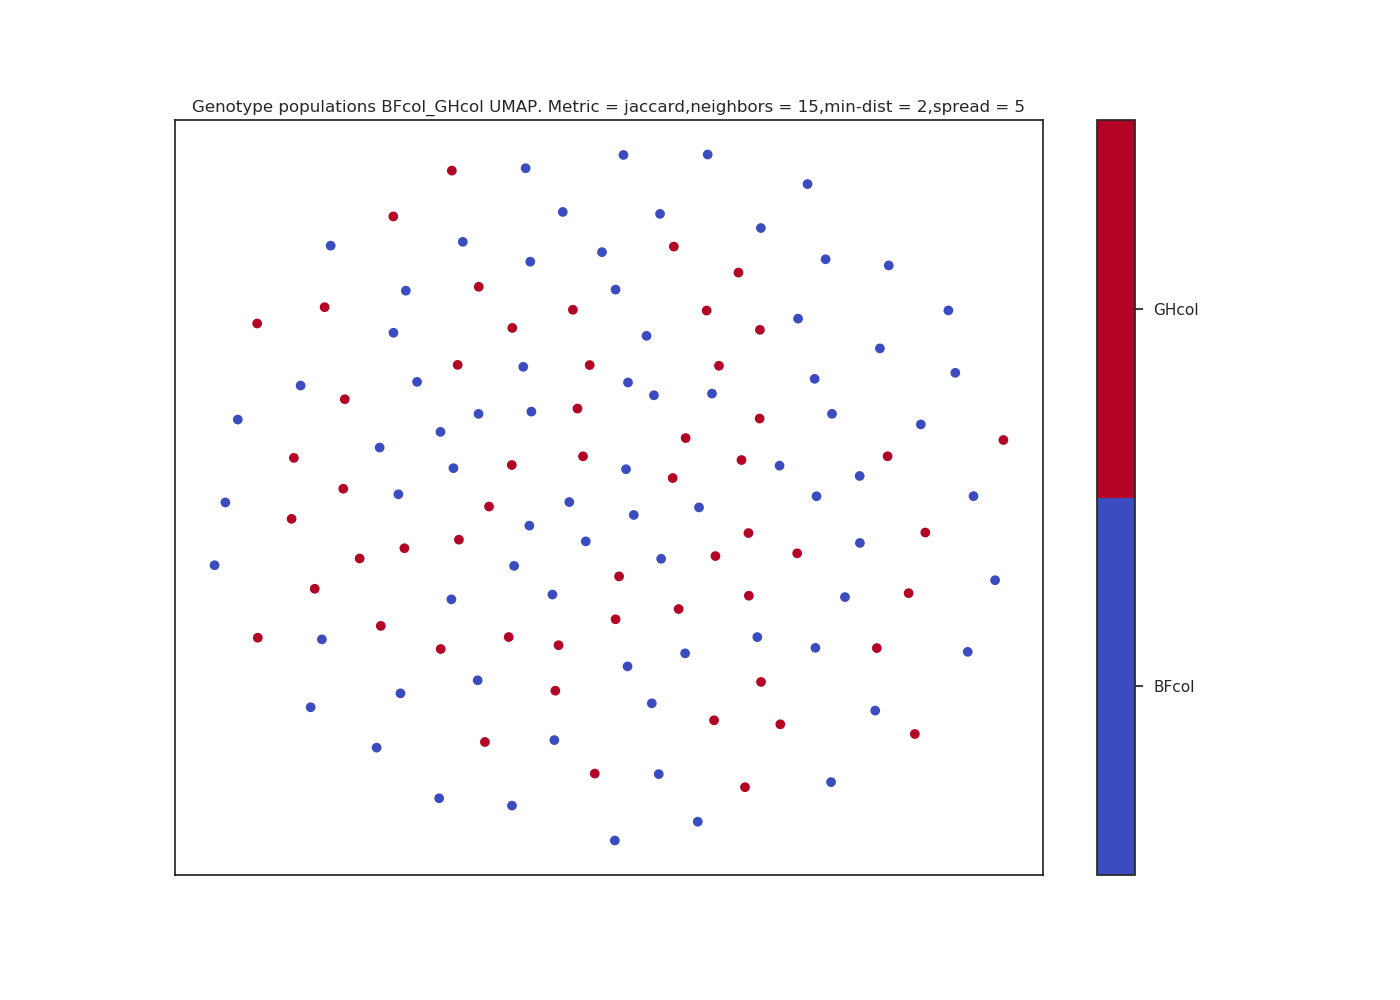 Genotype populations BFcol_GHcol UMAP. Metric = jaccard,neighbors = 15,min-dist = 2,spread = 5
GHcol
BFcol